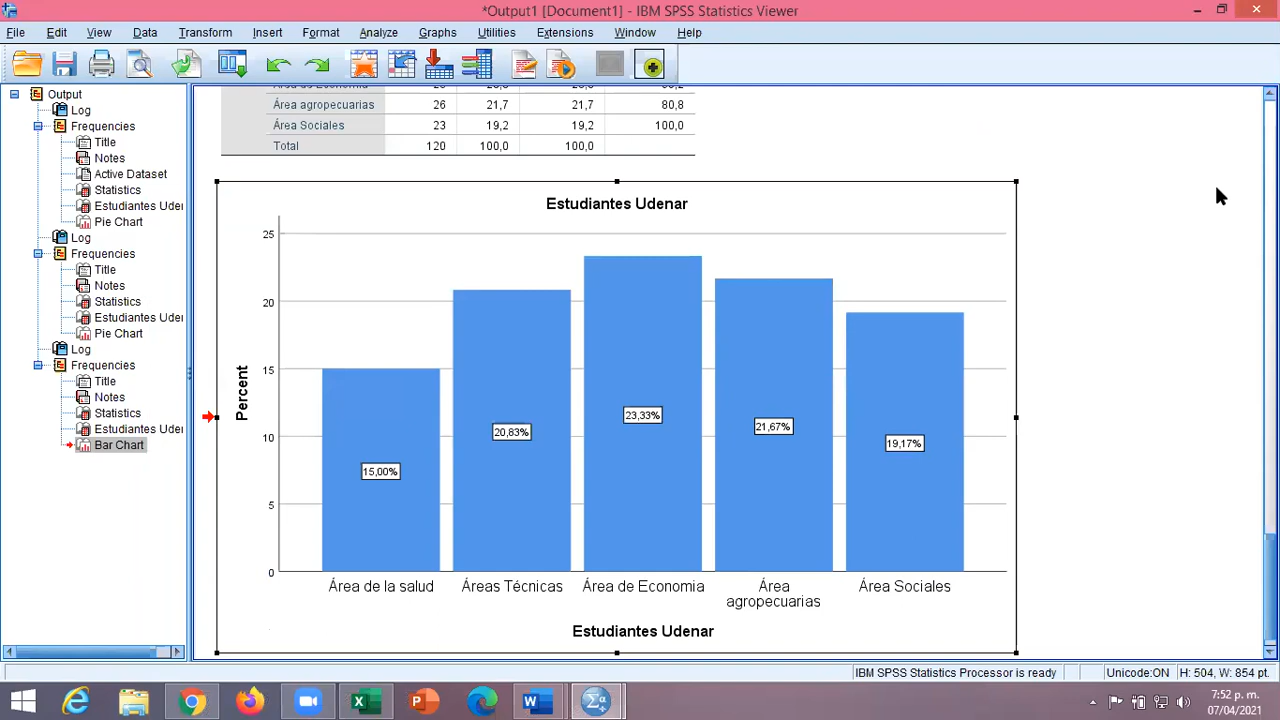 *Output1 [Document1] - IBM SPSS Statistics Viewer
File Edit View Data Transform Insert Format Analyze Graphs Utilities Extensions Window Help
Output
Log
Frequencies
Title
Notes
Active Dataset
Statistics
Estudiantes Uder
Pie Chart
Log
Frequencies
Title
Notes
Statistics
Estudiantes Uder
Pie Chart
Log
Frequencies
Title
Notes
Statistics
Estudiantes Uder
Bar Chart
Área agropecuarias 26 21,7 21,7 80,8
Área Sociales 23 19,2 19,2 100,0
Total 120 100,0 100,0
Estudiantes Udenar
25
20
15
10
5
0
Percent
15,00%
20,83%
23,33%
21,67%
19,17%
Área de la salud
Áreas Técnicas
Área de Economia
Área
agropecuarias
Área Sociales
Estudiantes Udenar
IBM SPSS Statistics Processor is ready Unicode:ON H: 504, W: 854 pt.
7:52 p. m.
07/04/2021